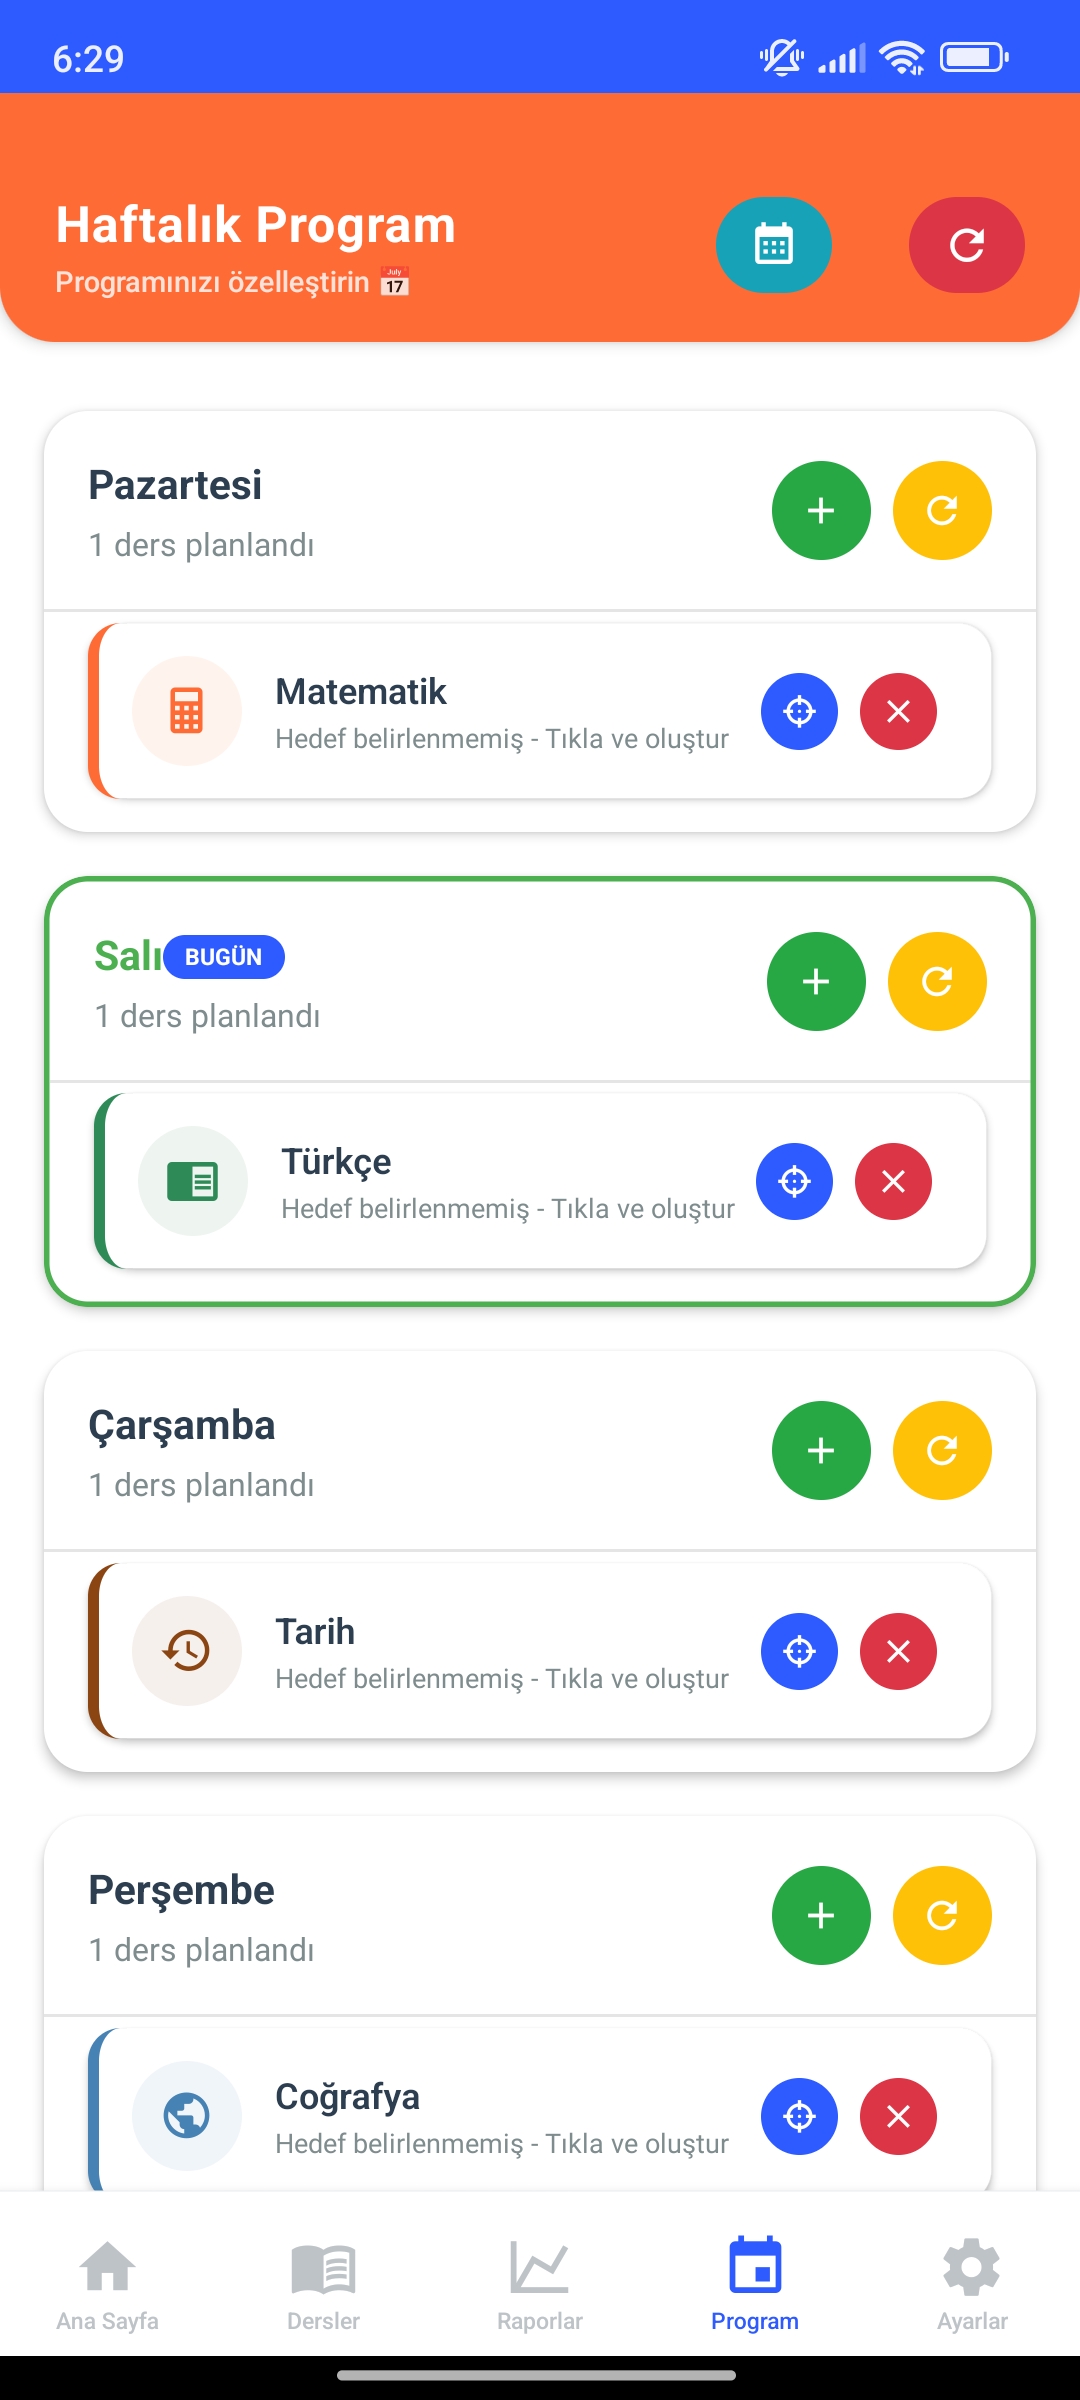 6:29
Haftalık Program
Programınızı özelleştirin 📅
Pazartesi
1 ders planlandı
Matematik
Hedef belirlenmemiş - Tıkla ve oluştur
Salı BUGÜN
1 ders planlandı
Türkçe
Hedef belirlenmemiş - Tıkla ve oluştur
Çarşamba
1 ders planlandı
Tarih
Hedef belirlenmemiş - Tıkla ve oluştur
Perşembe
1 ders planlandı
Coğrafya
Hedef belirlenmemiş - Tıkla ve oluştur
Ana Sayfa
Dersler
Raporlar
Program
Ayarlar